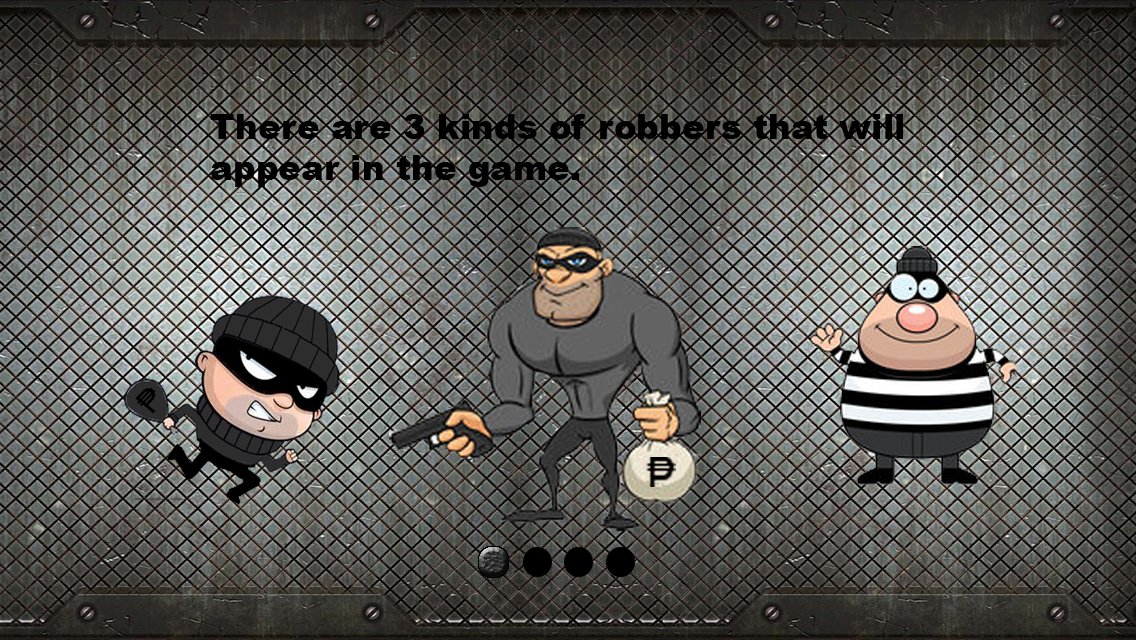 There are 3 kinds of robbers that will
appear in the game.
₱
₱